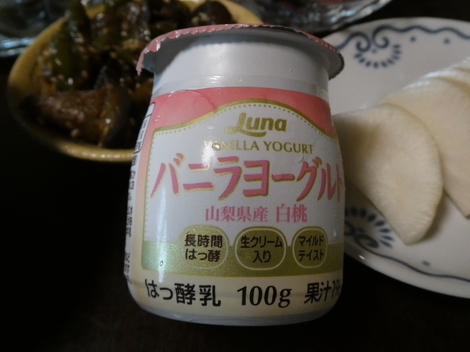 Luna
VANILLA YOGURT
バニラヨーグルト
山梨県産 白桃
長時間
はっ酵
生クリーム
入り
マイルド
テイスト
はっ酵乳 100g 果汁